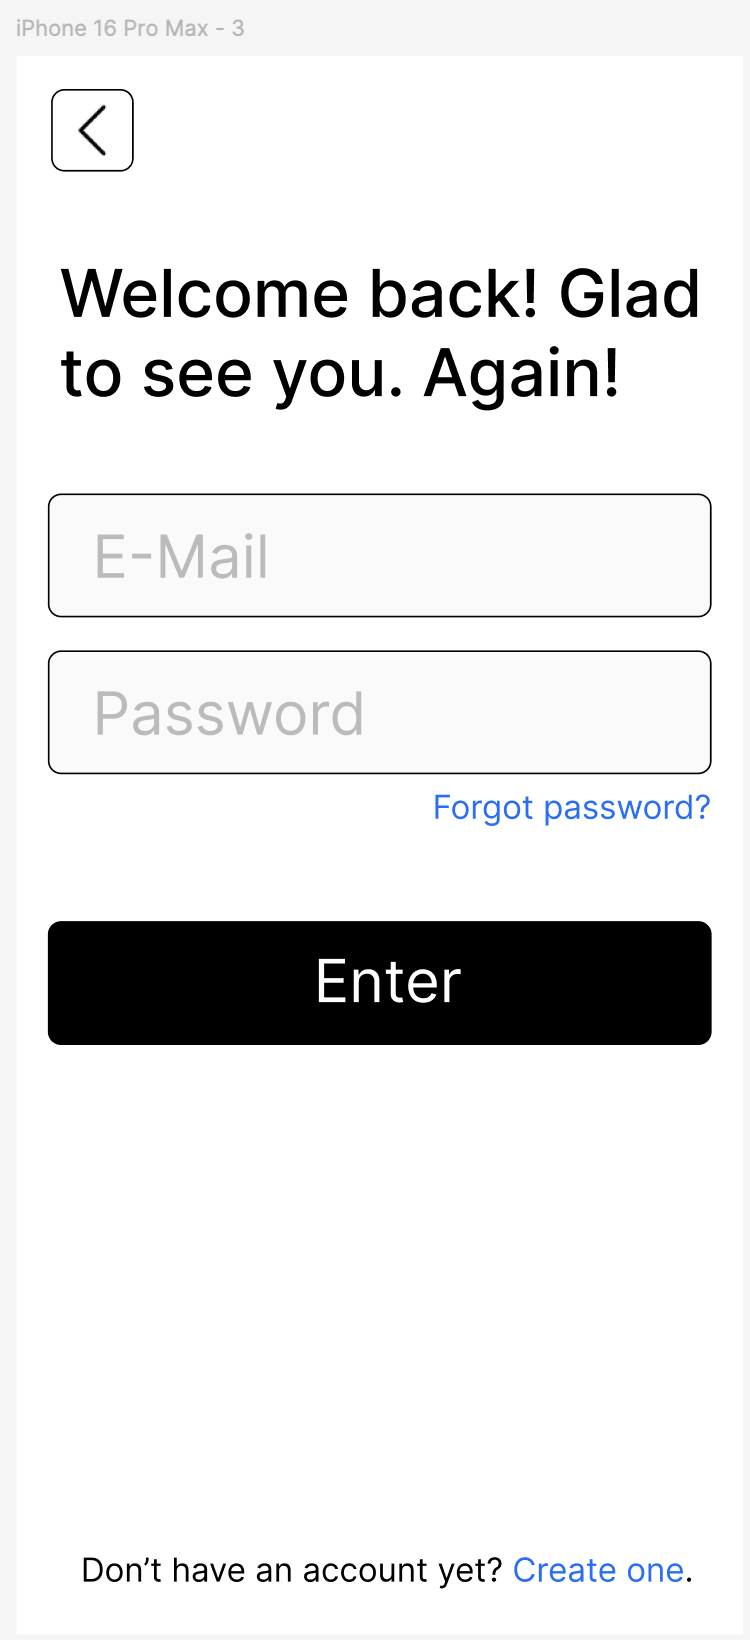 iPhone 16 Pro Max - 3
Welcome back! Glad
to see you. Again!
E-Mail
Password
Forgot password?
Enter
Don’t have an account yet? Create one.